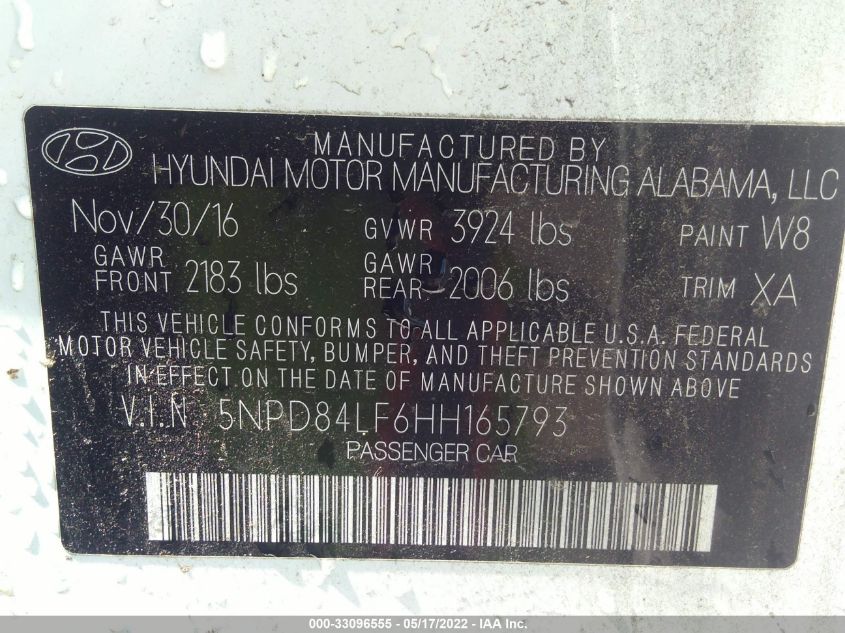 MANUFACTURED BY
HYUNDAI MOTOR MANUFACTURING ALABAMA, LLC
Nov/30/16 GVWR 3924 lbs PAINT W8
GAWR FRONT 2183 lbs GAWR REAR 2006 lbs TRIM XA
THIS VEHICLE CONFORMS TO ALL APPLICABLE U.S.A. FEDERAL
MOTOR VEHICLE SAFETY, BUMPER, AND THEFT PREVENTION STANDARDS
IN EFFECT ON THE DATE OF MANUFACTURE SHOWN ABOVE
V.I.N 5NPD84LF6HH165793
PASSENGER CAR
000-33096555 - 05/17/2022 - IAA Inc.